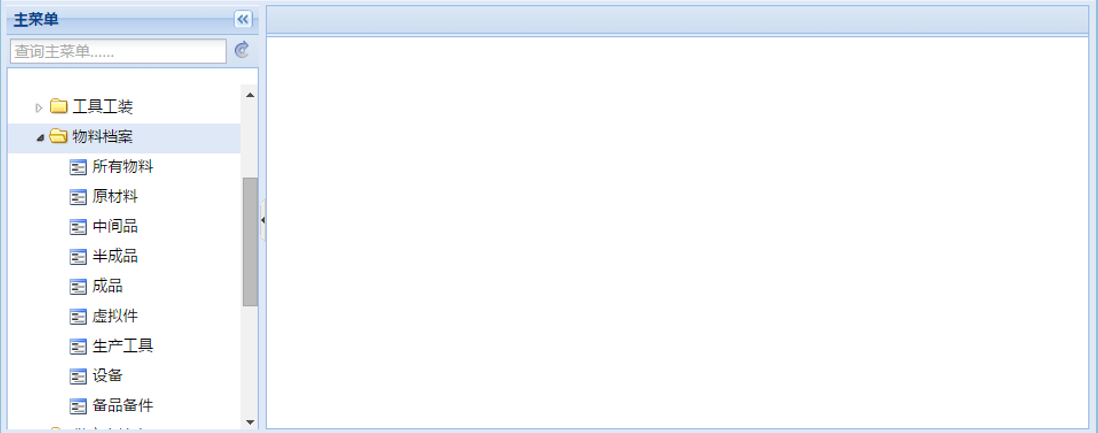 主菜单
查询主菜单......
工具工装
物料档案
所有物料
原材料
中间品
半成品
成品
虚拟件
生产工具
设备
备品备件